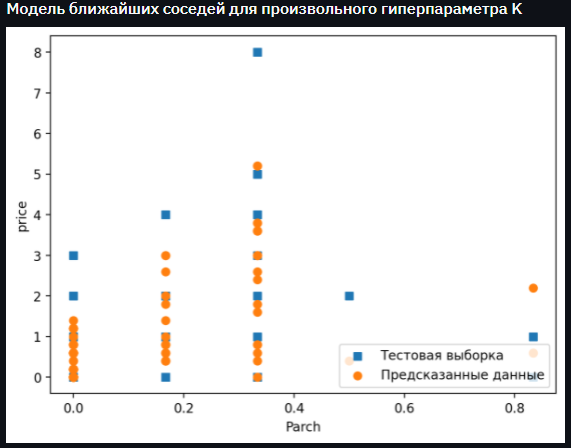 Модель ближайших соседей для произвольного гиперпараметра K
8
7
6
5
4
3
2
1
0
price
0.0 0.2 0.4 0.6 0.8
Parch
Тестовая выборка
Предсказанные данные